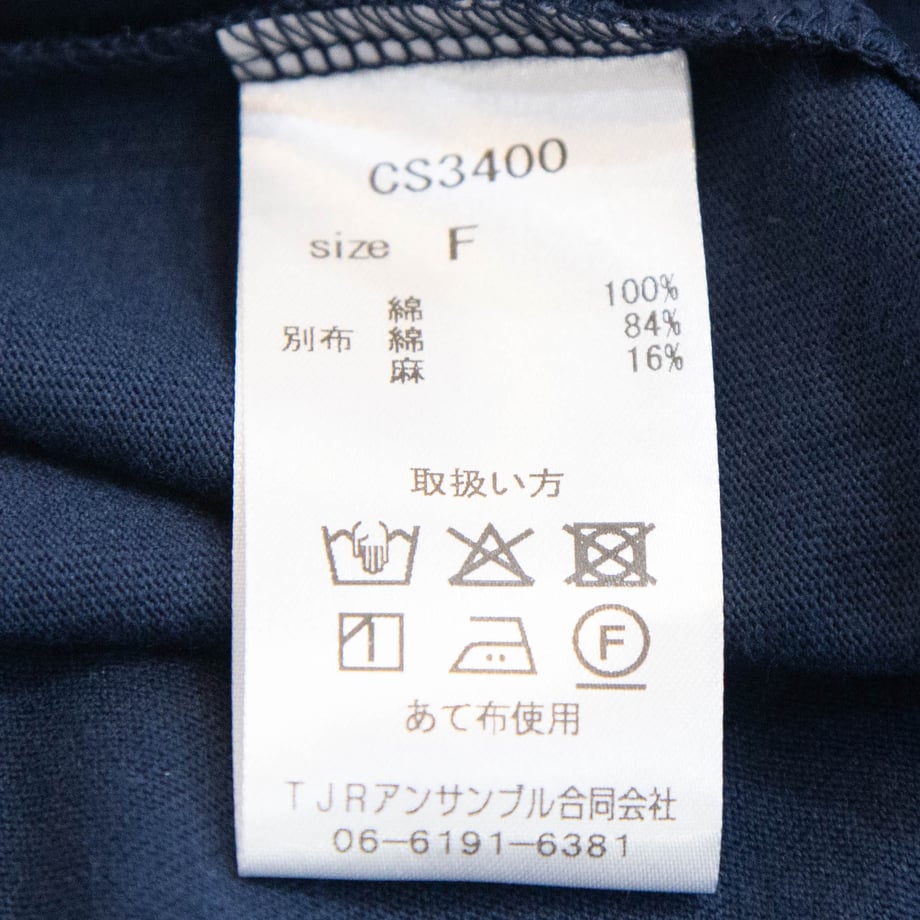 CS3400
size F
綿 100%
別布 綿 84%
麻 16%
取扱い方
F
あて布使用
TJRアンサンブル合同会社
06-6191-6381